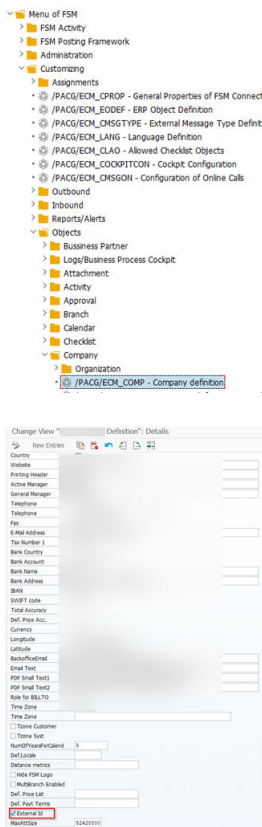 Menu of FSM
FSM Activity
FSM Posting Framework
Administration
Customizing
Assignments
/PACG/ECM_CPROP - General Properties of FSM Connect
/PACG/ECM_EODEF - ERP Object Definition
/PACG/ECM_CMSGTYPE - External Message Type Definit
/PACG/ECM_LANG - Language Definition
/PACG/ECM_CLAO - Allowed Checklist Objects
/PACG/ECM_COCKPITCON - Cockpit Configuration
/PACG/ECM_CMSGON - Configuration of Online Calls
Outbound
Inbound
Reports/Alerts
Objects
Bussiness Partner
Logs/Business Process Cockpit
Attachment
Activity
Approval
Branch
Calendar
Checklist
Company
Organization
/PACG/ECM_COMP - Company definition
Change View " Definition": Details
New Entries
Country
Website
Printing Header
Active Manager
General Manager
Telephone
Telephone
Fax
E-Mail Address
Tax Number 1
Bank Country
Bank Account
Bank Name
Bank Address
IBAN
SWIFT code
Total Accuracy
Def. Price Acc.
Currency
Longitude
Latitude
BackofficeEmail
Email Text
PDF Small Text1
PDF Small Text2
Role for BILLTO
Time Zone
Time Zone
Tzone Customer
Tzone Syst
NumOfYearsForCalend 5
Def.Locale
Distance metrics
Hide FSM Logo
MultiBranch Enabled
Def. Price Lst
Def. Payt Terms
External Id
MaxAttSize 52428800